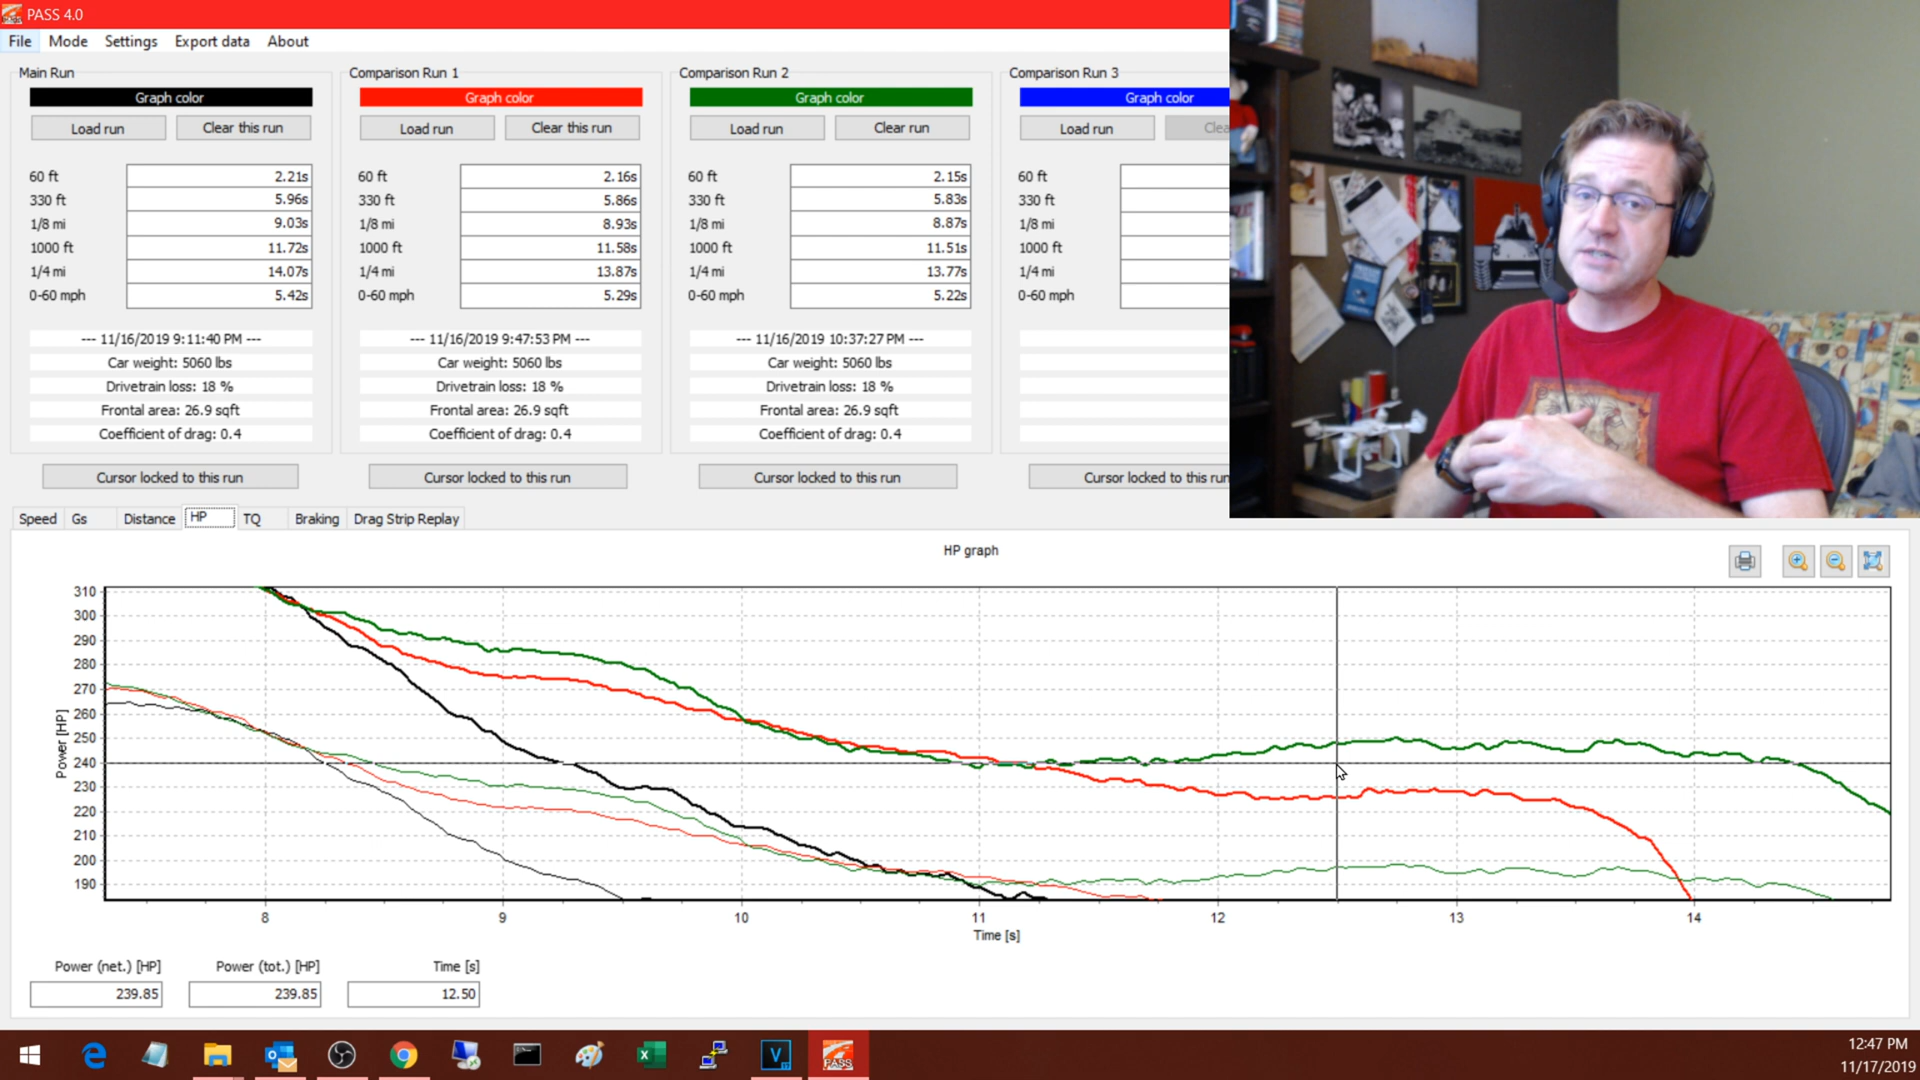 PASS 4.0
File Mode Settings Export data About
Main Run
Graph color
Load run Clear this run
60 ft 2.21s
330 ft 5.96s
1/8 mi 9.03s
1000 ft 11.72s
1/4 mi 14.07s
0-60 mph 5.42s
--- 11/16/2019 9:11:40 PM ---
Car weight: 5060 lbs
Drivetrain loss: 18 %
Frontal area: 26.9 sqft
Coefficient of drag: 0.4
Cursor locked to this run
Comparison Run 1
Graph color
Load run Clear this run
60 ft 2.16s
330 ft 5.86s
1/8 mi 8.93s
1000 ft 11.58s
1/4 mi 13.87s
0-60 mph 5.29s
--- 11/16/2019 9:47:53 PM ---
Car weight: 5060 lbs
Drivetrain loss: 18 %
Frontal area: 26.9 sqft
Coefficient of drag: 0.4
Cursor locked to this run
Comparison Run 2
Graph color
Load run Clear run
60 ft 2.15s
330 ft 5.83s
1/8 mi 8.87s
1000 ft 11.51s
1/4 mi 13.77s
0-60 mph 5.22s
--- 11/16/2019 10:37:27 PM ---
Car weight: 5060 lbs
Drivetrain loss: 18 %
Frontal area: 26.9 sqft
Coefficient of drag: 0.4
Cursor locked to this run
Comparison Run 3
Graph color
Load run Clea
60 ft
330 ft
1/8 mi
1000 ft
1/4 mi
0-60 mph
Cursor locked to this run
Speed Gs Distance HP TQ Braking Drag Strip Replay
HP graph
Power [HP]
310
300
290
280
270
260
250
240
230
220
210
200
190
8 9 10 11 12 13 14
Time [s]
Power (net.) [HP] Power (tot.) [HP] Time [s]
239.85 239.85 12.50
PASS
12:47 PM
11/17/2019